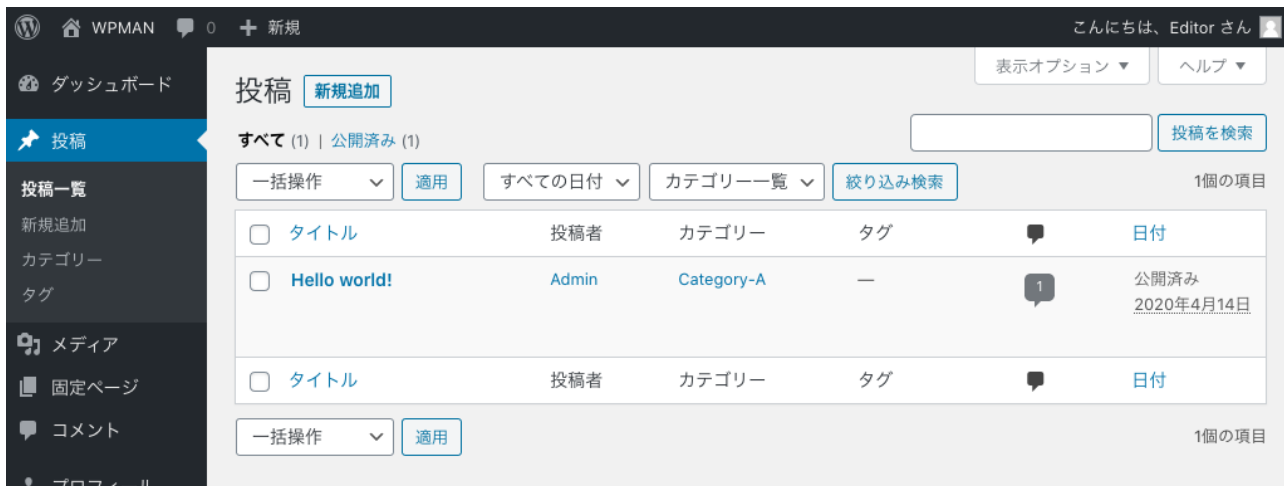 WPMAN 0 新規 こんにちは、Editor さん
ダッシュボード
投稿
投稿一覧
新規追加
カテゴリー
タグ
メディア
固定ページ
コメント
プロフィール
表示オプション ヘルプ
投稿 新規追加
すべて (1) | 公開済み (1) 投稿を検索
一括操作 適用 すべての日付 カテゴリー一覧 絞り込み検索 1個の項目
タイトル 投稿者 カテゴリー タグ 日付
Hello world! Admin Category-A — 1 公開済み
2020年4月14日
タイトル 投稿者 カテゴリー タグ 日付
一括操作 適用 1個の項目